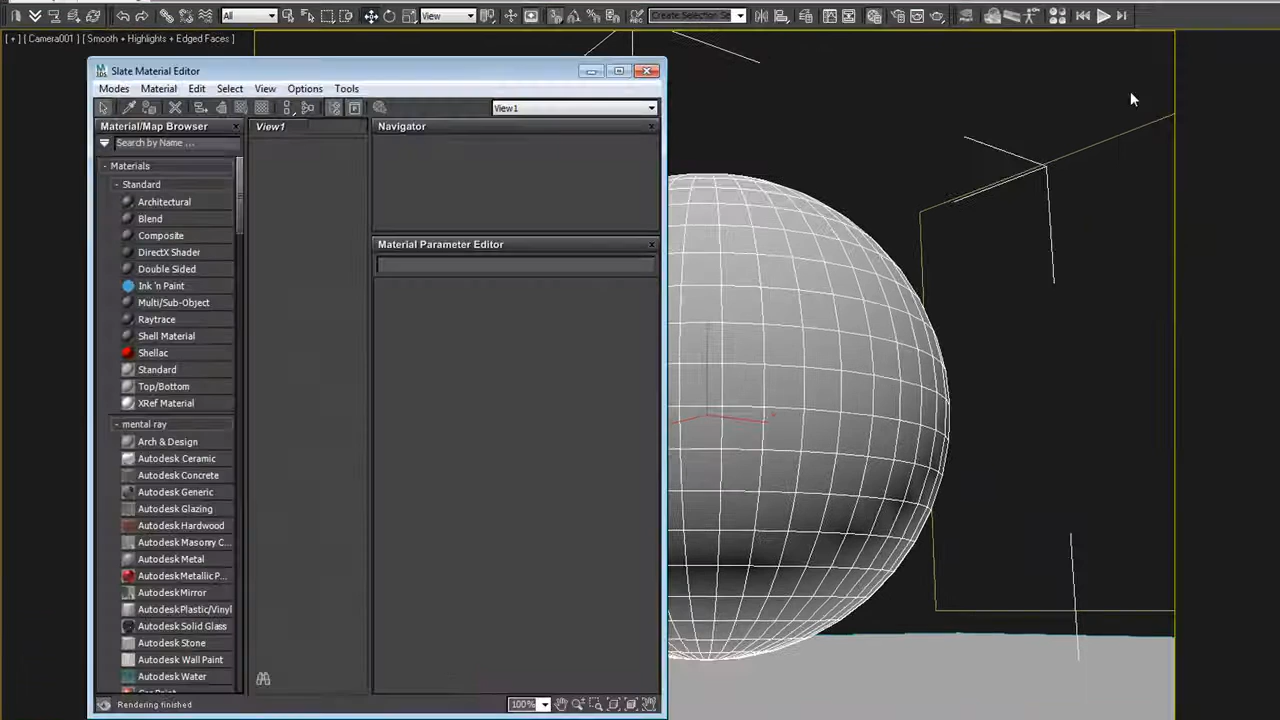 All
View
Create Selection Se
[ + ] [ Camera001 ] [ Smooth + Highlights + Edged Faces ]
Slate Material Editor
Modes Material Edit Select View Options Tools
View1
Material/Map Browser
View1
Navigator
Search by Name ...
- Materials
- Standard
Architectural
Blend
Composite
DirectX Shader
Material Parameter Editor
Double Sided
Ink 'n Paint
Multi/Sub-Object
Raytrace
Shell Material
Shellac
Standard
Top/Bottom
XRef Material
- mental ray
Arch & Design
Autodesk Ceramic
Autodesk Concrete
Autodesk Generic
Autodesk Glazing
Autodesk Hardwood
Autodesk Masonry C...
Autodesk Metal
Autodesk Metallic P...
Autodesk Mirror
Autodesk Plastic/Vinyl
Autodesk Solid Glass
Autodesk Stone
Autodesk Wall Paint
Autodesk Water
Rendering finished
100%